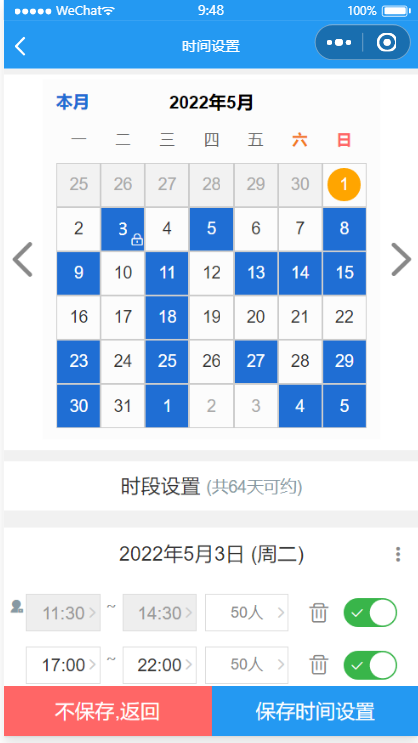 WeChat 9:48 100%
时间设置
本月 2022年5月
一 二 三 四 五 六 日
25 26 27 28 29 30 1
2 3 4 5 6 7 8
9 10 11 12 13 14 15
16 17 18 19 20 21 22
23 24 25 26 27 28 29
30 31 1 2 3 4 5
时段设置 (共64天可约)
2022年5月3日 (周二)
11:30 ~ 14:30 50人
17:00 ~ 22:00 50人
不保存,返回 保存时间设置